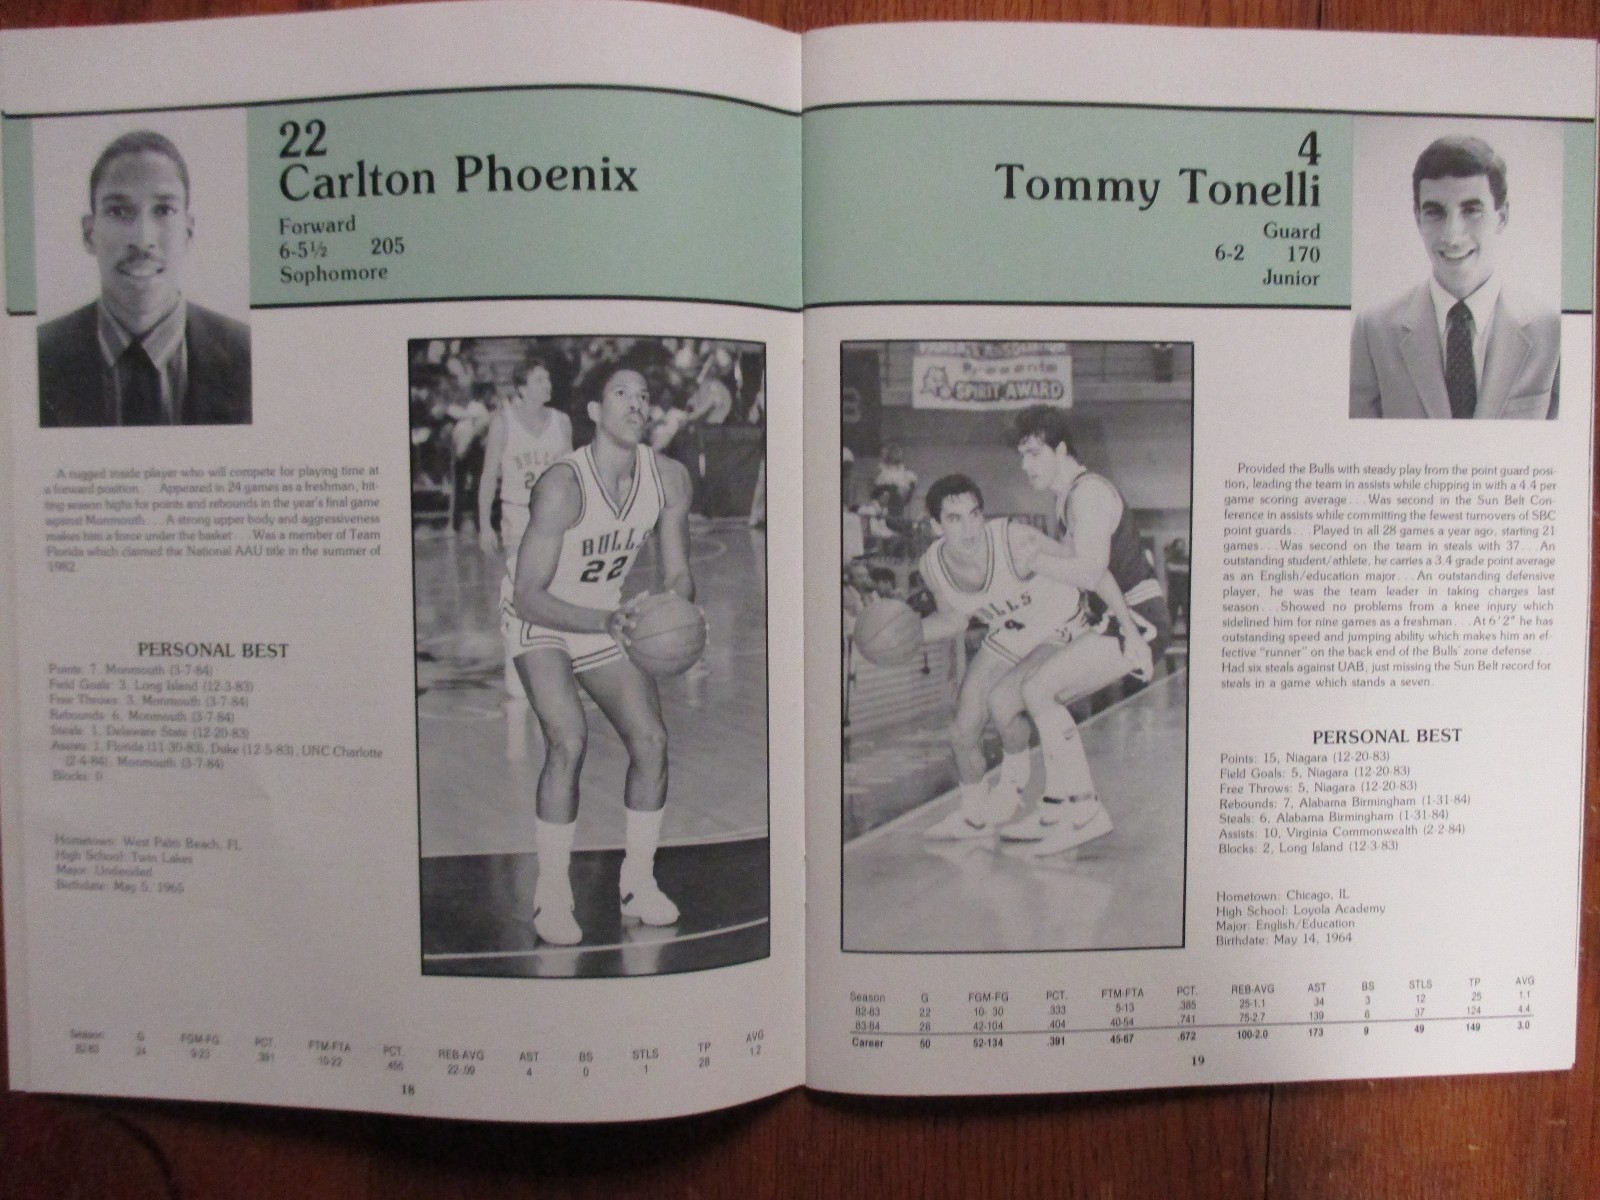 22
Carlton Phoenix
Forward
6-5½ 205
Sophomore
A rugged inside player who will compete for playing time at
a forward position . . . Appeared in 24 games as a freshman, hit-
ting season highs for points and rebounds in the year's final game
against Monmouth . . . A strong upper body and aggressiveness
makes him a force under the basket . . . Was a member of Team
Florida which claimed the National AAU title in the summer of
1982.
PERSONAL BEST
Points: 7, Monmouth (3-7-84)
Field Goals: 3, Long Island (12-3-83)
Free Throws: 3, Monmouth (3-7-84)
Rebounds: 6, Monmouth (3-7-84)
Steals: 1, Delaware State (12-20-83)
Assists: 1, Florida (11-30-83), Duke (12-5-83), UNC Charlotte
(2-4-84), Monmouth (3-7-84)
Blocks: 0
Hometown: West Palm Beach, FL
High School: Twin Lakes
Major: Undecided
Birthdate: May 5, 1965
BULLS
22
BULLS
2
Season G FGM-FG PCT. FTM-FTA PCT. REB-AVG AST BS STLS TP AVG
82-83 24 9-23 .391 10-22 .455 22-.09 4 0 1 28 1.2
18
4
Tommy Tonelli
Guard
6-2 170
Junior
Presents
SPIRIT AWARD
BULLS
4
Provided the Bulls with steady play from the point guard posi-
tion, leading the team in assists while chipping in with a 4.4 per
game scoring average . . . Was second in the Sun Belt Con-
ference in assists while committing the fewest turnovers of SBC
point guards . . . Played in all 28 games a year ago, starting 21
games . . . Was second on the team in steals with 37 . . . An
outstanding student/athlete, he carries a 3.4 grade point average
as an English/education major . . . An outstanding defensive
player, he was the team leader in taking charges last
season . . . Showed no problems from a knee injury which
sidelined him for nine games as a freshman . . . At 6'2" he has
outstanding speed and jumping ability which makes him an ef-
fective "runner" on the back end of the Bulls' zone defense . . .
Had six steals against UAB, just missing the Sun Belt record for
steals in a game which stands a seven.
PERSONAL BEST
Points: 15, Niagara (12-20-83)
Field Goals: 5, Niagara (12-20-83)
Free Throws: 5, Niagara (12-20-83)
Rebounds: 7, Alabama Birmingham (1-31-84)
Steals: 6, Alabama Birmingham (1-31-84)
Assists: 10, Virginia Commonwealth (2-2-84)
Blocks: 2, Long Island (12-3-83)
Hometown: Chicago, IL
High School: Loyola Academy
Major: English/Education
Birthdate: May 14, 1964
Season G FGM-FG PCT. FTM-FTA PCT. REB-AVG AST BS STLS TP AVG
82-83 22 10- 30 .333 5-13 .385 25-1.1 34 3 12 25 1.1
83-84 28 42-104 .404 40-54 .741 75-2.7 139 6 37 124 4.4
Career 50 52-134 .391 45-67 .672 100-2.0 173 9 49 149 3.0
19